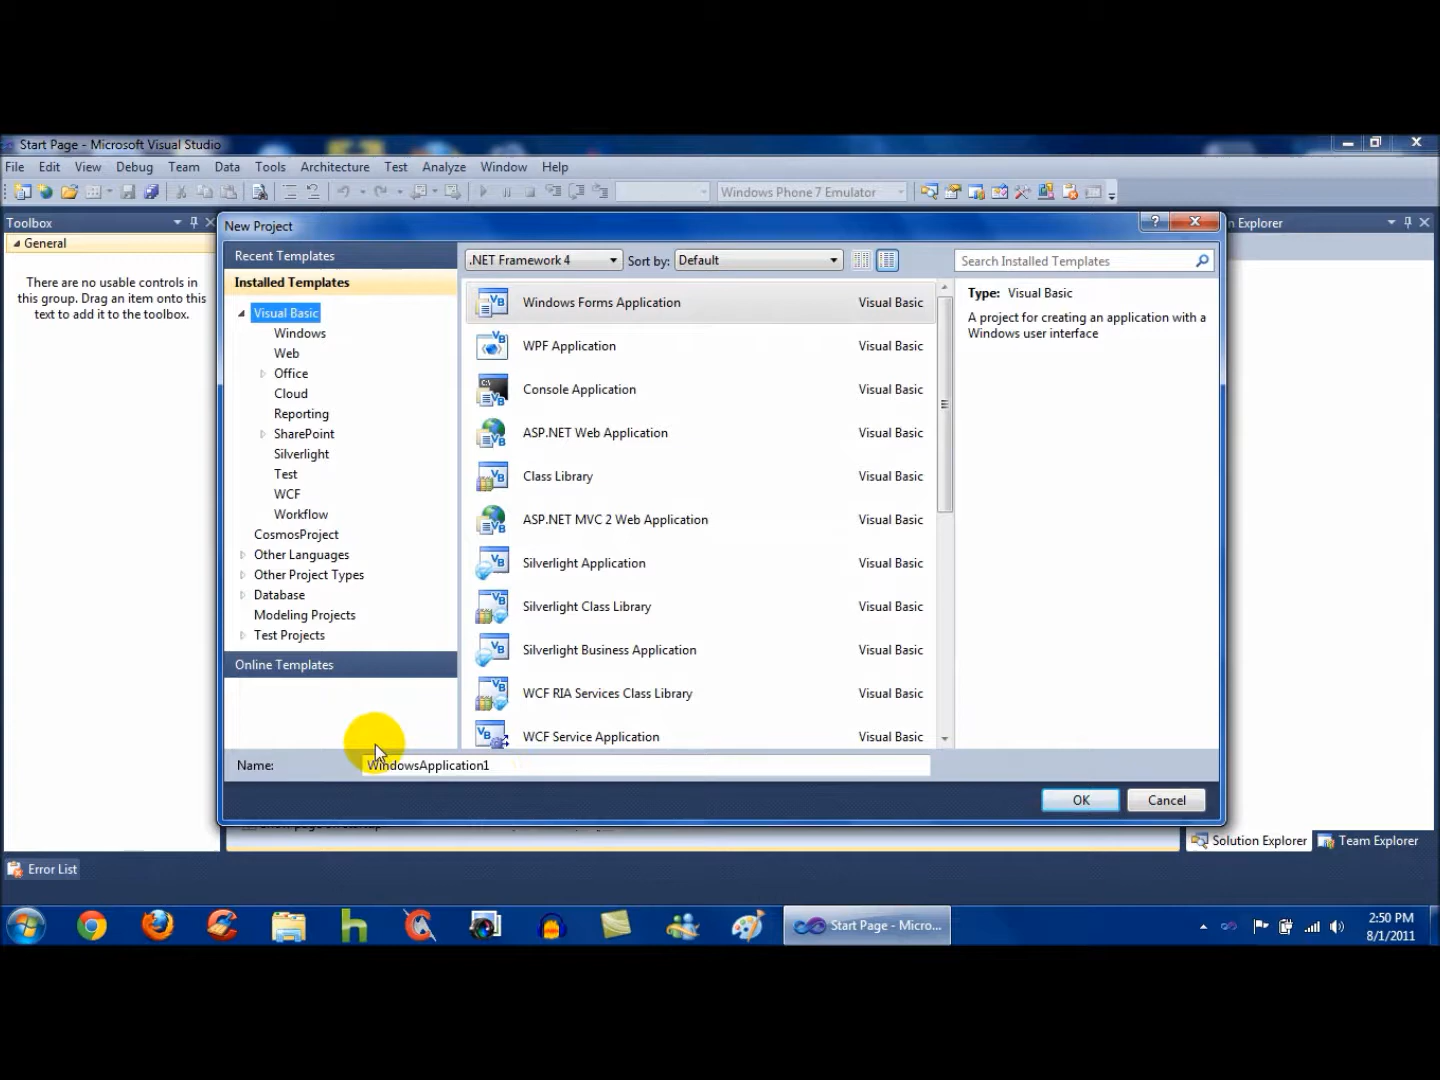 Start Page - Microsoft Visual Studio
File Edit View Debug Team Data Tools Architecture Test Analyze Window Help
Windows Phone 7 Emulator
Toolbox
General
There are no usable controls in
this group. Drag an item onto this
text to add it to the toolbox.
n Explorer
New Project
?
Recent Templates
Installed Templates
Visual Basic
Windows
Web
Office
Cloud
Reporting
SharePoint
Silverlight
Test
WCF
Workflow
CosmosProject
Other Languages
Other Project Types
Database
Modeling Projects
Test Projects
Online Templates
.NET Framework 4 Sort by: Default
Search Installed Templates
Windows Forms Application Visual Basic
WPF Application Visual Basic
Console Application Visual Basic
ASP.NET Web Application Visual Basic
Class Library Visual Basic
ASP.NET MVC 2 Web Application Visual Basic
Silverlight Application Visual Basic
Silverlight Class Library Visual Basic
Silverlight Business Application Visual Basic
WCF RIA Services Class Library Visual Basic
WCF Service Application Visual Basic
Type: Visual Basic
A project for creating an application with a
Windows user interface
Name: WindowsApplication1
OK Cancel
Solution Explorer Team Explorer
Error List
Start Page - Micro...
2:50 PM
8/1/2011